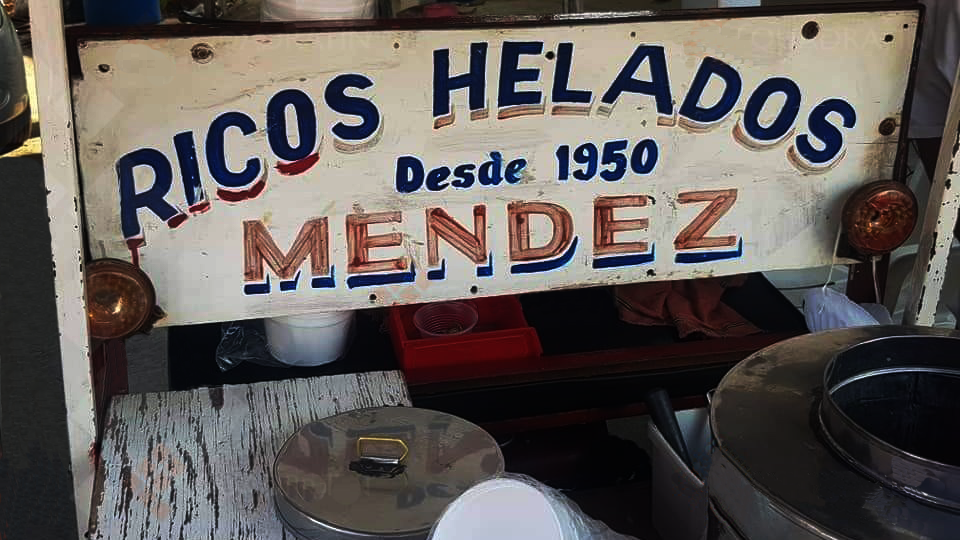 RICOS HELADOS
Desde 1950
MENDEZ